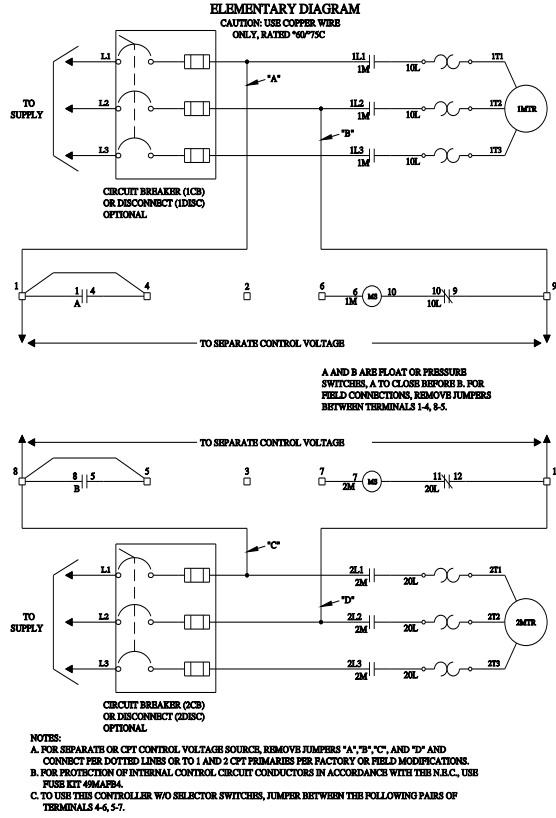 ELEMENTARY DIAGRAM
CAUTION: USE COPPER WIRE
ONLY, RATED °60/°75C
L1
1L1
1M
10L
1T1
"A"
TO
SUPPLY
L2
1L2
1M
10L
1T2
1MTR
"B"
L3
1L3
1M
10L
1T3
CIRCUIT BREAKER (1CB)
OR DISCONNECT (1DISC)
OPTIONAL
1 1 4 4 2 6 6 10 10 9 9
A 1M MS 10L
TO SEPARATE CONTROL VOLTAGE
A AND B ARE FLOAT OR PRESSURE
SWITCHES, A TO CLOSE BEFORE B. FOR
FIELD CONNECTIONS, REMOVE JUMPERS
BETWEEN TERMINALS 1-4, 8-5.
TO SEPARATE CONTROL VOLTAGE
8 8 5 5 3 7 7 11 12 1
B 2M MS 20L
"C"
L1
2L1
2M
20L
2T1
"D"
TO
SUPPLY
L2
2L2
2M
20L
2T2
2MTR
L3
2L3
2M
20L
2T3
CIRCUIT BREAKER (2CB)
OR DISCONNECT (2DISC)
OPTIONAL
NOTES:
A. FOR SEPARATE OR CPT CONTROL VOLTAGE SOURCE, REMOVE JUMPERS "A","B","C", AND "D" AND
CONNECT PER DOTTED LINES OR TO 1 AND 2 CPT PRIMARIES PER FACTORY OR FIELD MODIFICATIONS.
B. FOR PROTECTION OF INTERNAL CONTROL CIRCUIT CONDUCTORS IN ACCORDANCE WITH THE N.E.C., USE
FUSE KIT 49MAFB4.
C. TO USE THIS CONTROLLER W/O SELECTOR SWITCHES, JUMPER BETWEEN THE FOLLOWING PAIRS OF
TERMINALS 4-6, 5-7.